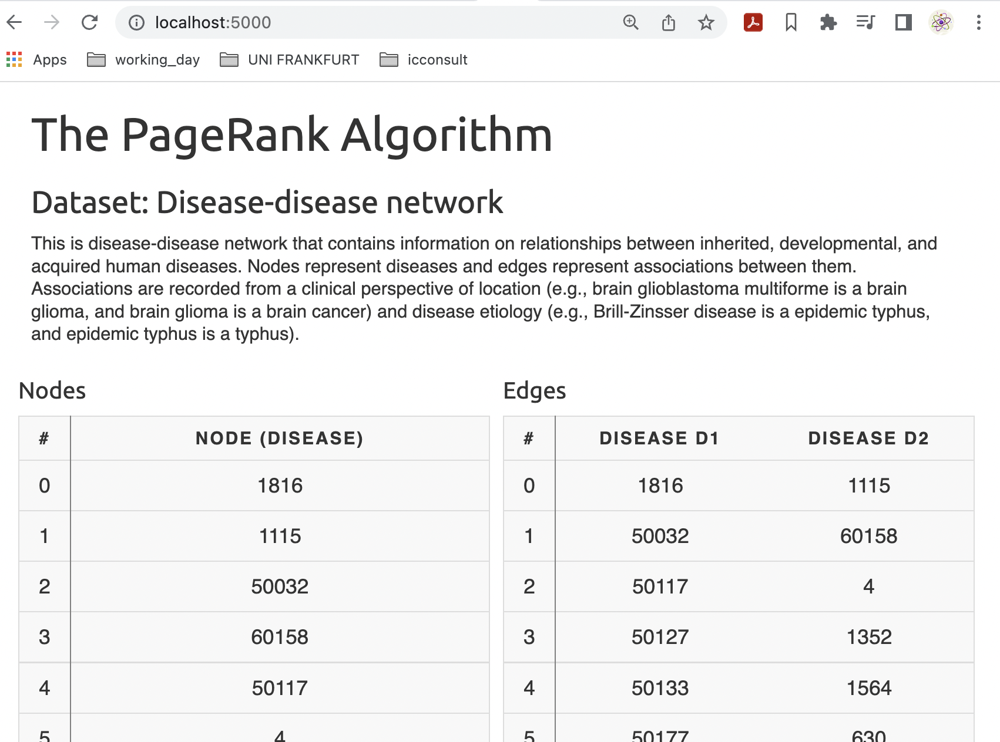 localhost:5000
Apps working_day UNI FRANKFURT icconsult
The PageRank Algorithm
Dataset: Disease-disease network
This is disease-disease network that contains information on relationships between inherited, developmental, and
acquired human diseases. Nodes represent diseases and edges represent associations between them.
Associations are recorded from a clinical perspective of location (e.g., brain glioblastoma multiforme is a brain
glioma, and brain glioma is a brain cancer) and disease etiology (e.g., Brill-Zinsser disease is a epidemic typhus,
and epidemic typhus is a typhus).
Nodes
# NODE (DISEASE)
0 1816
1 1115
2 50032
3 60158
4 50117
5 4
Edges
# DISEASE D1 DISEASE D2
0 1816 1115
1 50032 60158
2 50117 4
3 50127 1352
4 50133 1564
5 50177 630